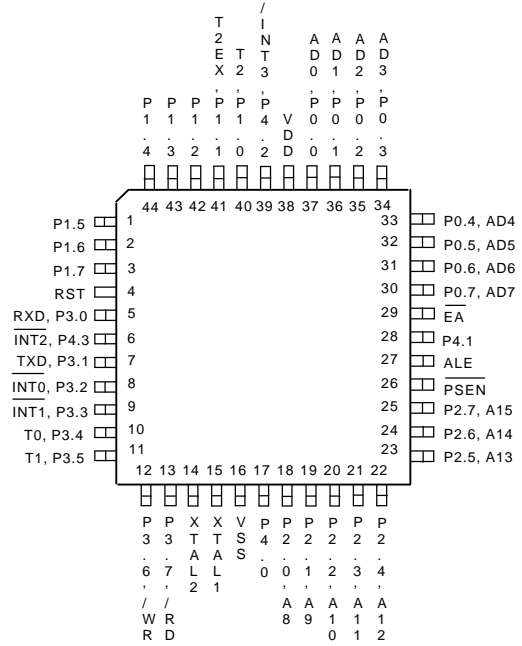 P1.4
P1.3
P1.2
T2EX,P1.1
T2,P1.0
/INT3,P4.2
VDD
AD0,P0.0
AD1,P0.1
AD2,P0.2
AD3,P0.3
44 43 42 41 40 39 38 37 36 35 34
P1.5 1
P1.6 2
P1.7 3
RST 4
RXD, P3.0 5
INT2, P4.3 6
TXD, P3.1 7
INT0, P3.2 8
INT1, P3.3 9
T0, P3.4 10
T1, P3.5 11
33 P0.4, AD4
32 P0.5, AD5
31 P0.6, AD6
30 P0.7, AD7
29 EA
28 P4.1
27 ALE
26 PSEN
25 P2.7, A15
24 P2.6, A14
23 P2.5, A13
12 13 14 15 16 17 18 19 20 21 22
P3.6,/WR
P3.7,/RD
XTAL2
XTAL1
VSS
P4.0
P2.0,A8
P2.1,A9
P2.2,A10
P2.3,A11
P2.4,A12